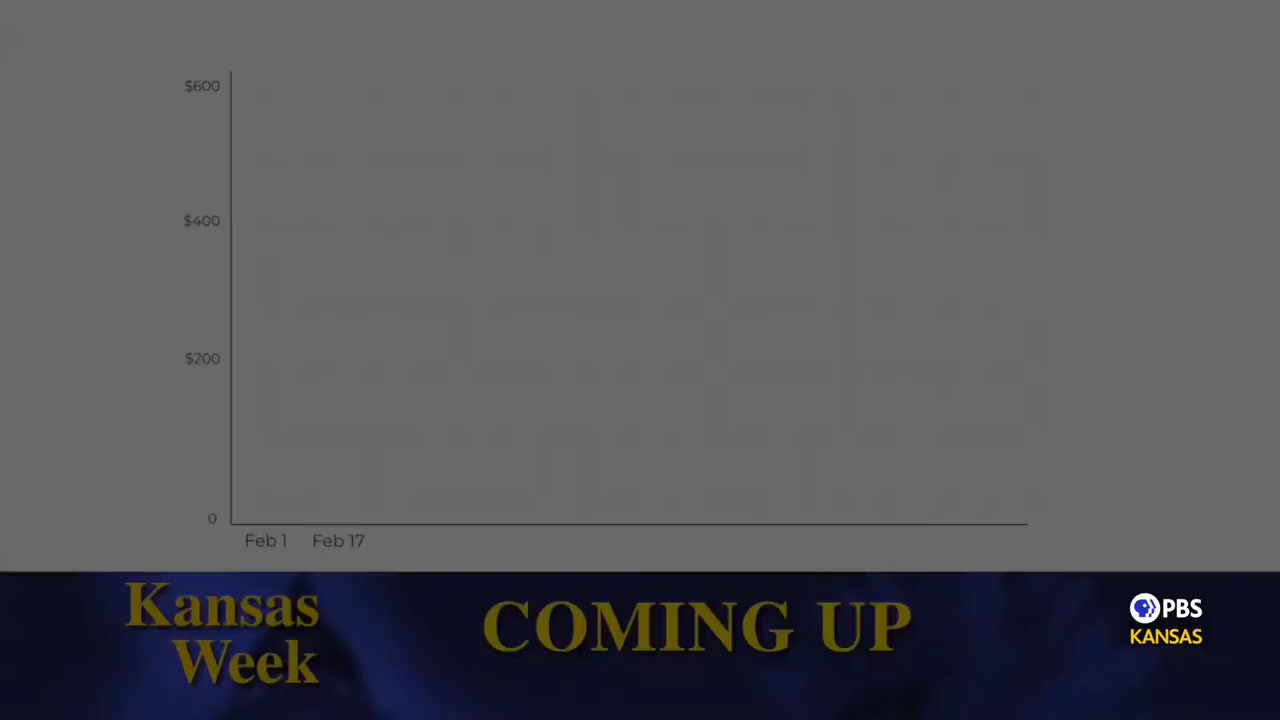 $600
$400
$200
0
Feb 1 Feb 17
Kansas
Week
COMING UP
PBS
KANSAS